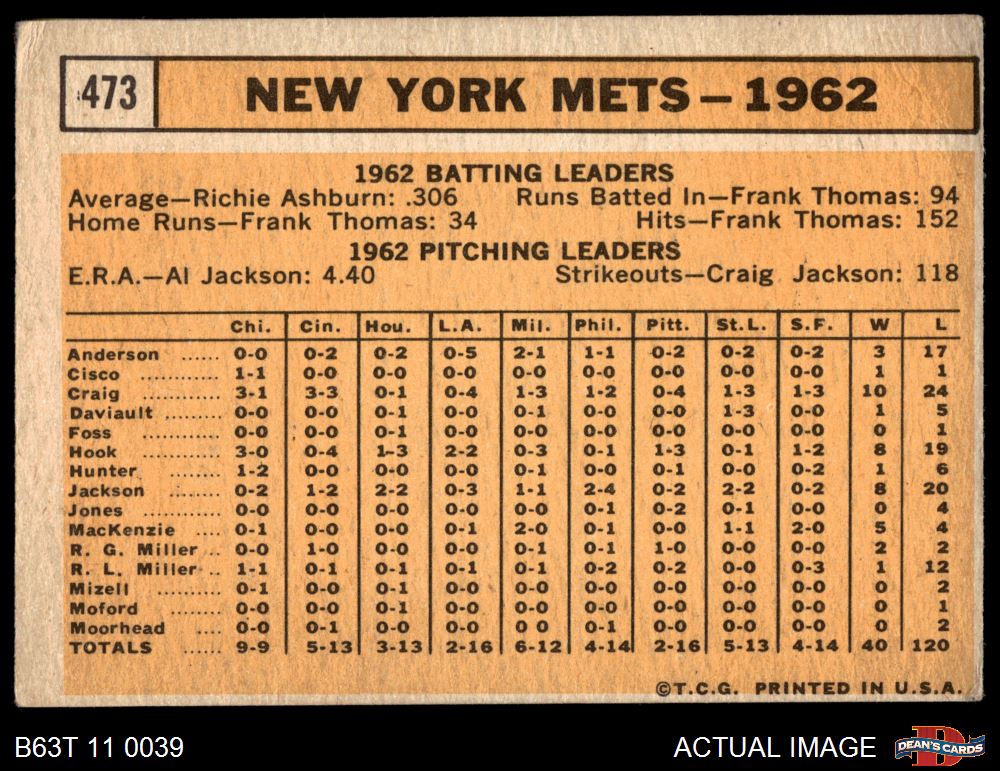 473 NEW YORK METS—1962
1962 BATTING LEADERS
Average—Richie Ashburn: .306 Runs Batted In—Frank Thomas: 94
Home Runs—Frank Thomas: 34 Hits—Frank Thomas: 152
1962 PITCHING LEADERS
E.R.A.—Al Jackson: 4.40 Strikeouts—Craig, Jackson: 118
Chi. Cin. Hou. L.A. Mil. Phil. Pitt. St.L. S.F. W L
Anderson ...... 0-0 0-2 0-2 0-5 2-1 1-1 0-2 0-2 0-2 3 17
Cisco ............ 1-1 0-0 0-0 0-0 0-0 0-0 0-0 0-0 0-0 1 1
Craig ............ 3-1 3-3 0-1 0-4 1-3 1-2 0-4 1-3 1-3 10 24
Daviault ......... 0-0 0-0 0-1 0-0 0-1 0-0 0-0 1-3 0-0 1 5
Foss ............ 0-0 0-0 0-1 0-0 0-0 0-0 0-0 0-0 0-0 0 1
Hook ............ 3-0 0-4 1-3 2-2 0-3 0-1 1-3 0-1 1-2 8 19
Hunter ......... 1-2 0-0 0-0 0-0 0-1 0-0 0-1 0-0 0-2 1 6
Jackson ........ 0-2 1-2 2-2 0-3 1-1 2-4 0-2 2-2 0-2 8 20
Jones ............ 0-0 0-0 0-0 0-0 0-0 0-1 0-2 0-1 0-0 0 4
MacKenzie .... 0-1 0-0 0-0 0-1 2-0 0-1 0-0 1-1 2-0 5 4
R. G. Miller .. 0-0 1-0 0-0 0-0 0-1 0-1 1-0 0-0 0-0 2 2
R. L. Miller .. 1-1 0-1 0-1 0-1 0-1 0-2 0-2 0-0 0-3 1 12
Mizell .......... 0-1 0-0 0-1 0-0 0-0 0-0 0-0 0-0 0-0 0 2
Moford ........ 0-0 0-0 0-1 0-0 0-0 0-0 0-0 0-0 0-0 0 1
Moorhead .... 0-0 0-1 0-0 0-0 0 0 0-1 0-0 0-0 0-0 0 2
TOTALS ...... 9-9 5-13 3-13 2-16 6-12 4-14 2-16 5-13 4-14 40 120
©T.C.G. PRINTED IN U.S.A.
B63T 11 0039 ACTUAL IMAGE DEAN'S CARDS